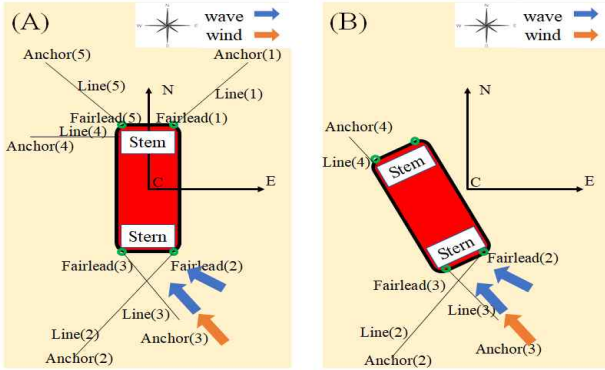 (A)
wave
wind
Anchor(5)
Anchor(1)
Line(5)
N
Line(1)
Fairlead(5)
Fairlead(1)
Line(4)
Anchor(4)
Stem
C
E
Stern
Fairlead(3)
Fairlead(2)
Line(3)
Line(2)
Anchor(3)
Anchor(2)
(B)
wave
wind
N
Anchor(4)
Line(4)
Stem
C
E
Stern
Fairlead(2)
Fairlead(3)
Line(3)
Line(2)
Anchor(3)
Anchor(2)